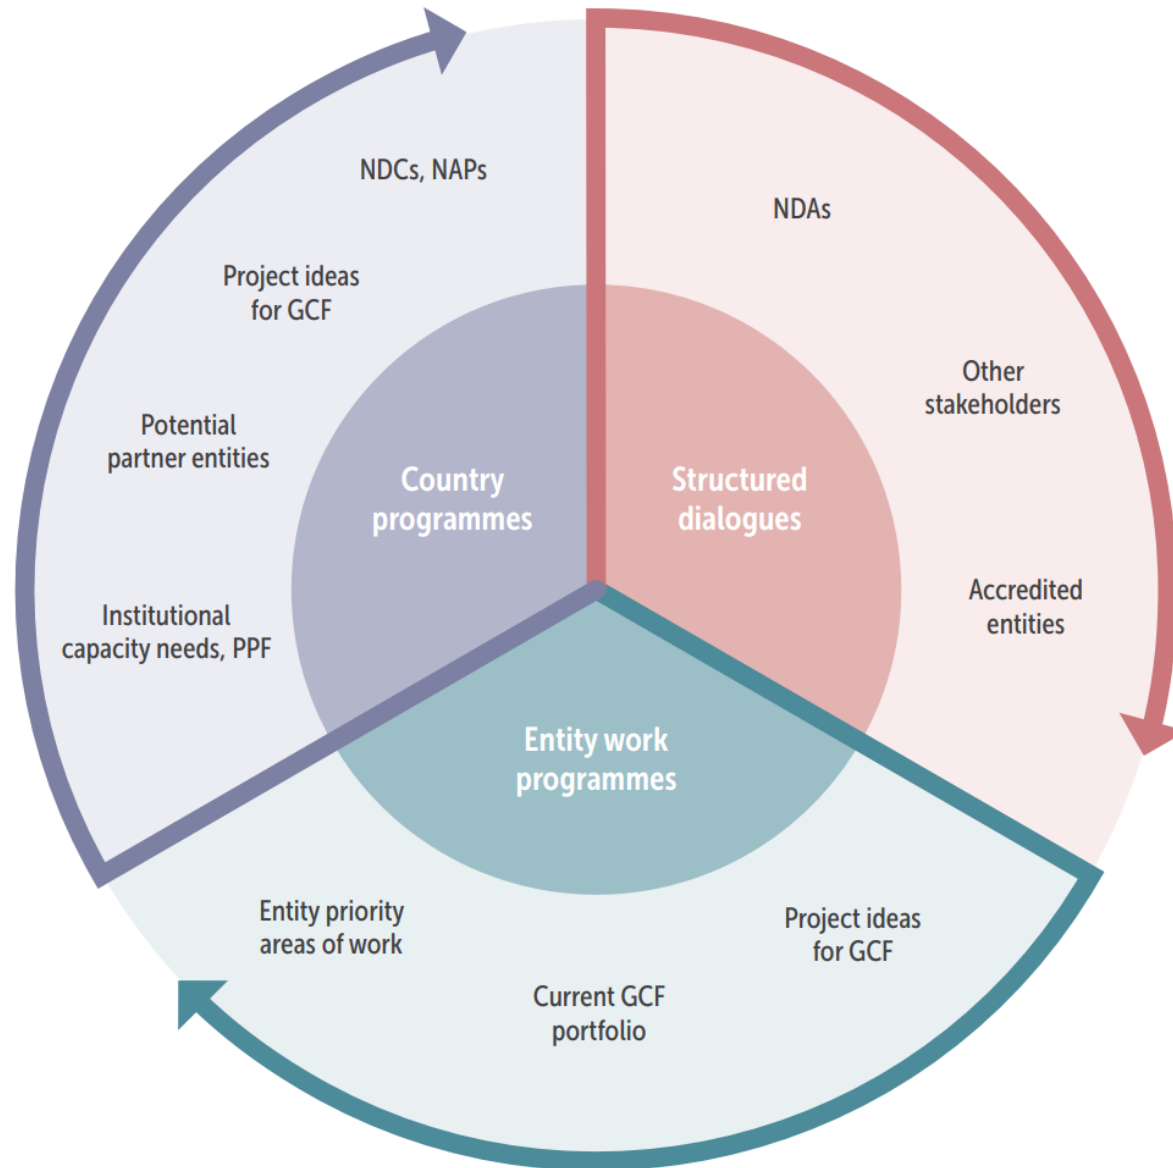 NDCs, NAPs
Project ideas
for GCF
Potential
partner entities
Institutional
capacity needs, PPF
Country
programmes
NDAs
Other
stakeholders
Accredited
entities
Structured
dialogues
Entity work
programmes
Project ideas
for GCF
Current GCF
portfolio
Entity priority
areas of work